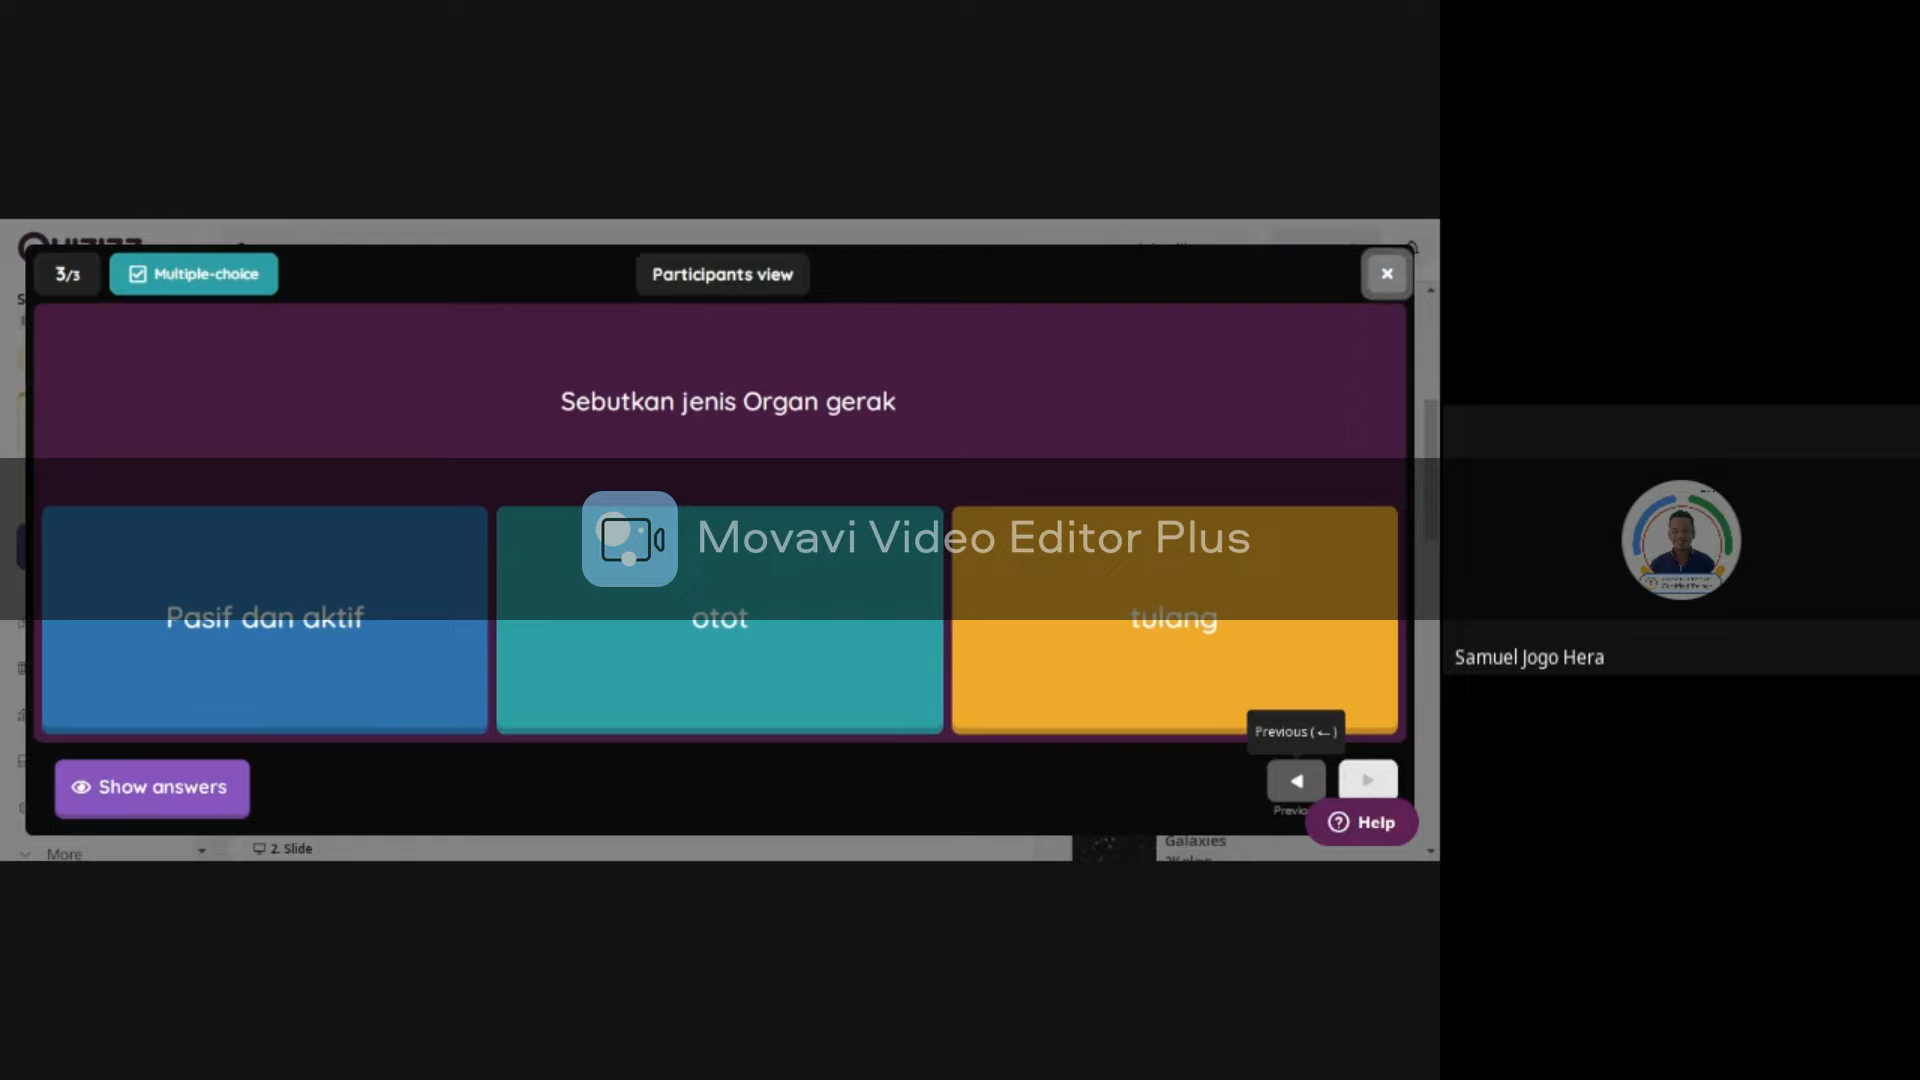 3/3
Multiple-choice
Participants view
Sebutkan jenis Organ gerak
Movavi Video Editor Plus
Pasif dan aktif
otot
tulang
Samuel Jogo Hera
Previous (←)
Show answers
Help
More
2. Slide
Galaxies